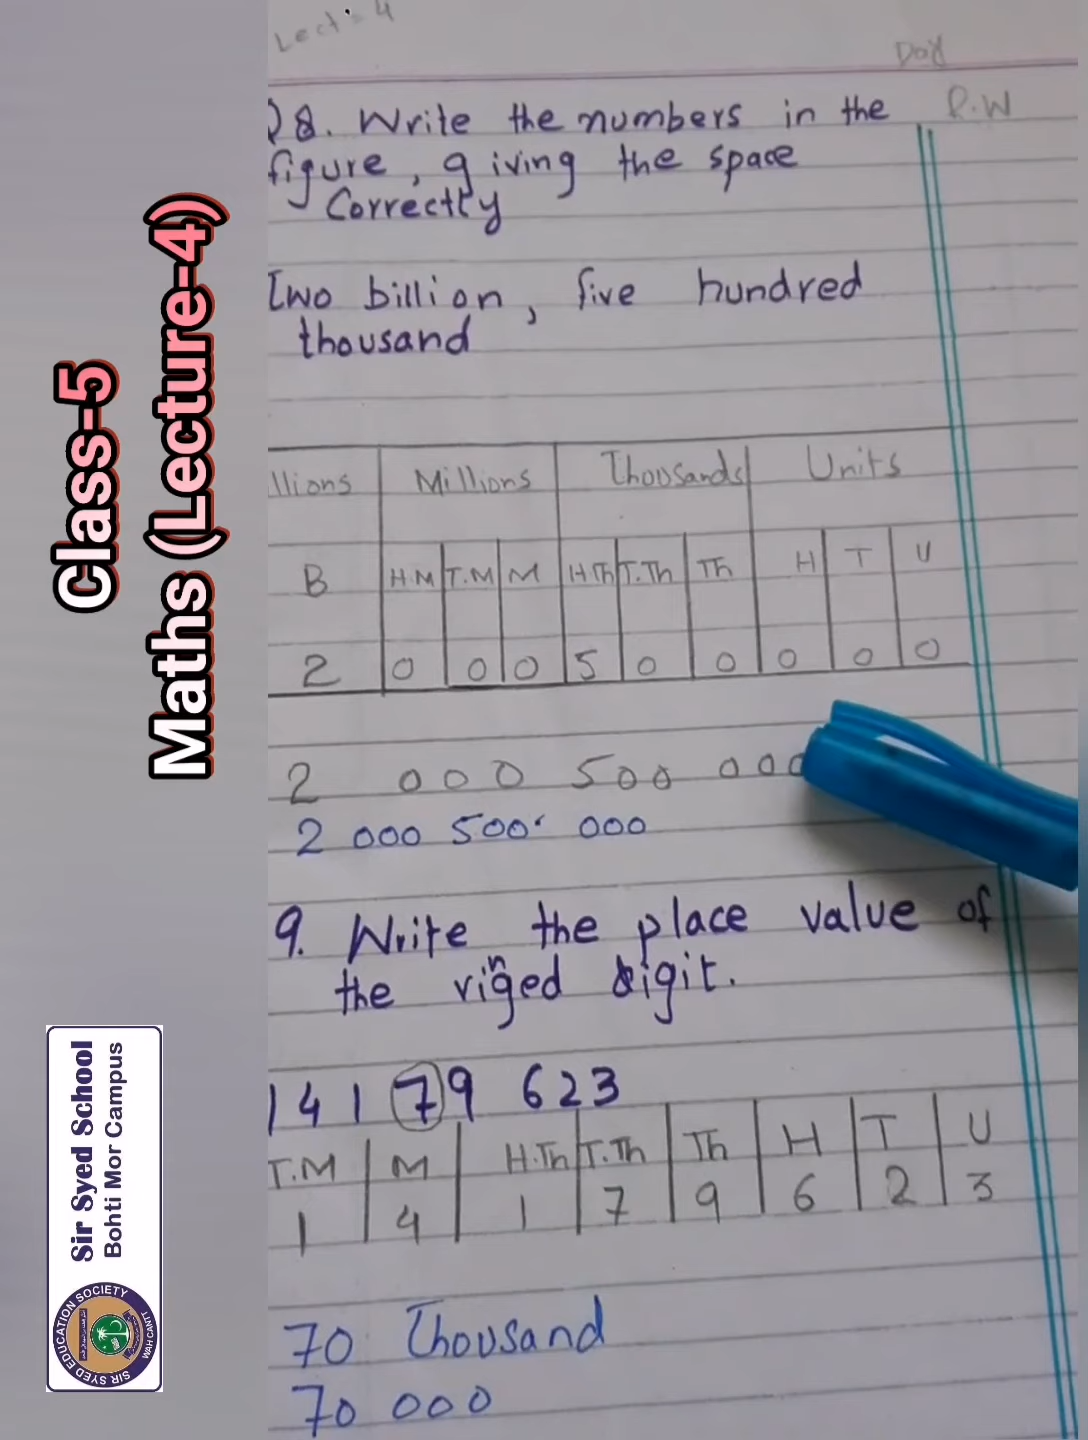 Class-5
Maths (Lecture-4)
Sir Syed School
Bohti Mor Campus
SIR SYED EDUCATION SOCIETY
WAH CANTT
Lect: 4
Day
Q8. Write the numbers in the R.W
figure, giving the space
Correctly
Two billion, five hundred
thousand
llions Millions Thousands Units
B H.M T.M M H.Th T.Th Th H T U
2 0 0 0 5 0 0 0 0 0
2 000 500 000
2 000 500 000
9. Write the place value of
the ringed digit.
14 179 623
T.M M H.Th T.Th Th H T U
1 4 1 7 9 6 2 3
70 Thousand
70 000